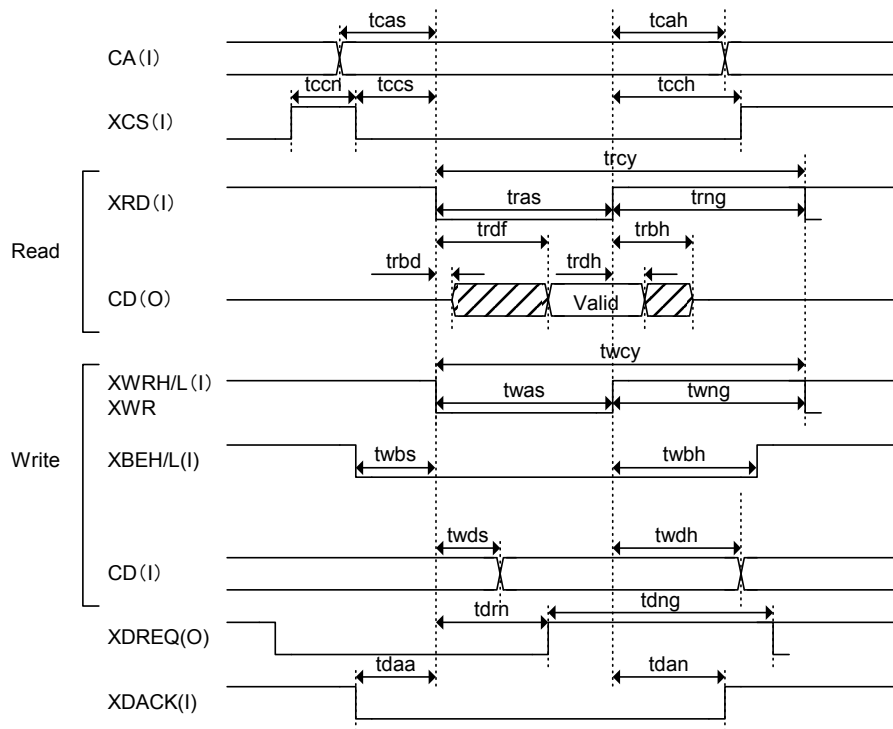 tcas tcah
CA(I)
tccn tccs tcch
XCS(I)
trcy
XRD(I)
tras trng
Read
trdf trbh
trbd trdh
CD(O)
Valid
twcy
XWRH/L(I)
XWR
twas twng
Write
XBEH/L(I)
twbs twbh
twds twdh
CD(I)
tdrn tdng
XDREQ(O)
tdaa tdan
XDACK(I)